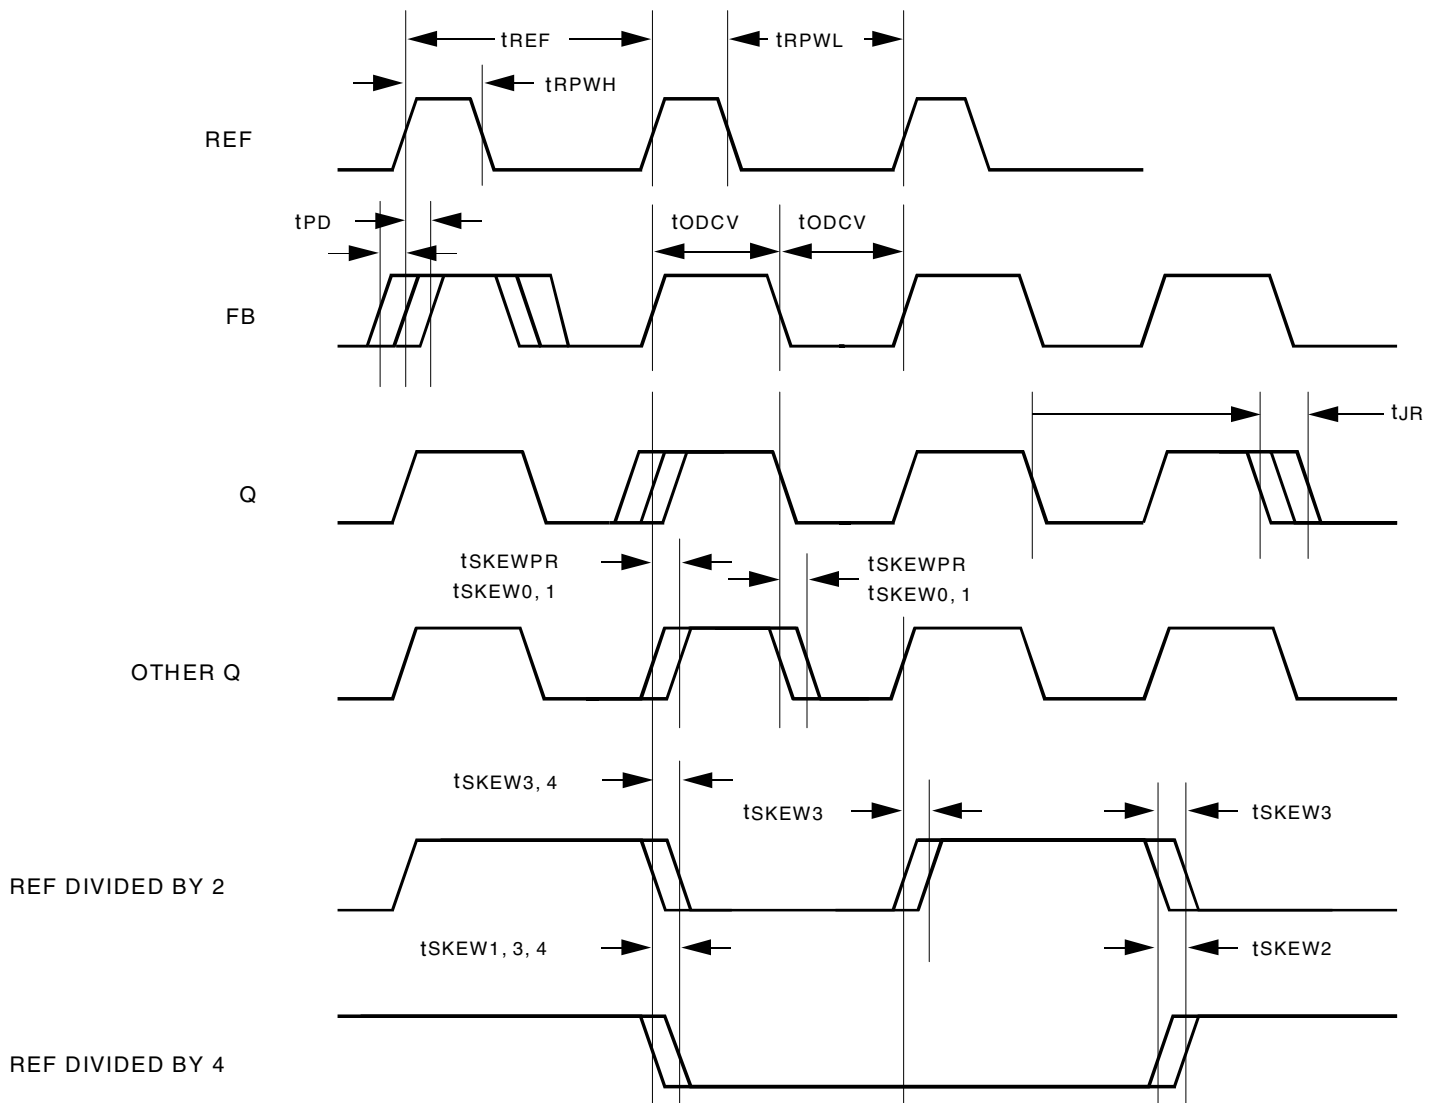 tREF
tRPWL
tRPWH
REF
tPD
tODCV
tODCV
FB
tJR
Q
tSKEWPR
tSKEW0, 1
tSKEWPR
tSKEW0, 1
OTHER Q
tSKEW3, 4
tSKEW3
tSKEW3
REF DIVIDED BY 2
tSKEW1, 3, 4
tSKEW2
REF DIVIDED BY 4